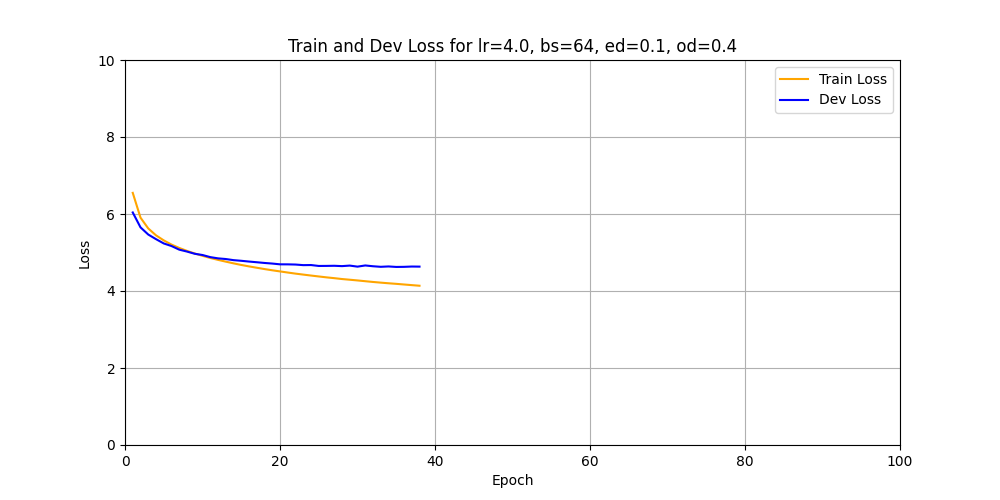 Train and Dev Loss for lr=4.0, bs=64, ed=0.1, od=0.4
Train Loss
Dev Loss
10
8
6
4
2
0
Loss
0 20 40 60 80 100
Epoch